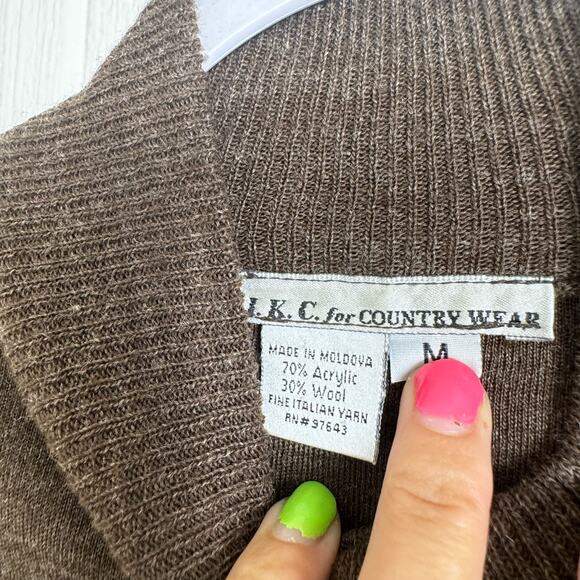 K. C. for COUNTRY WEAR
M
MADE IN MOLDOVA
70% Acrylic
30% Wool
FINE ITALIAN YARN
RN# 97643